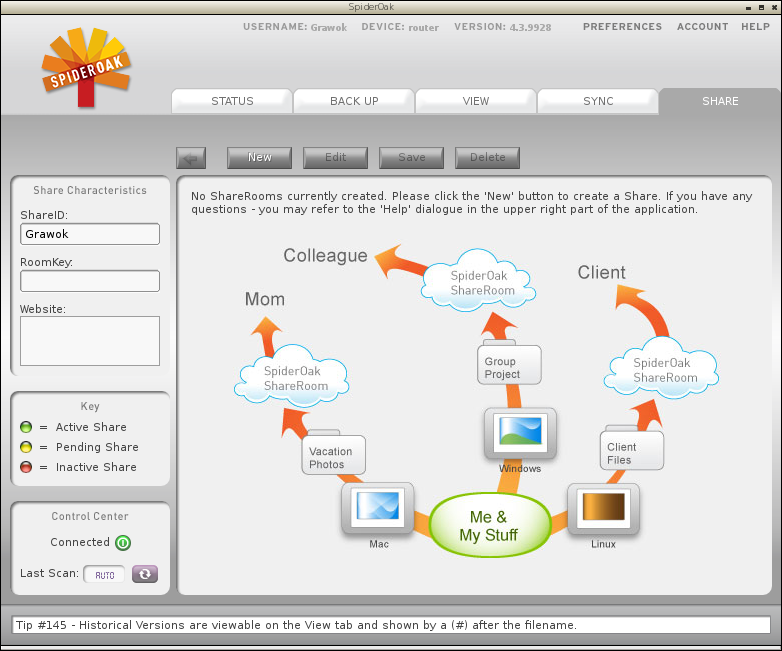 SpiderOak
USERNAME: Grawok DEVICE: router VERSION: 4.3.9928 PREFERENCES ACCOUNT HELP
SPIDEROAK
STATUS BACK UP VIEW SYNC SHARE
New Edit Save Delete
Share Characteristics
ShareID:
Grawok
RoomKey:
Website:
Key
= Active Share
= Pending Share
= Inactive Share
Control Center
Connected
Last Scan: AUTO
No ShareRooms currently created. Please click the 'New' button to create a Share. If you have any
questions - you may refer to the 'Help' dialogue in the upper right part of the application.
Colleague
SpiderOak
ShareRoom
Client
Mom
SpiderOak
ShareRoom
SpiderOak
ShareRoom
Group
Project
Vacation
Photos
Client
Files
Windows
Mac
Me &
My Stuff
Linux
Tip #145 - Historical Versions are viewable on the View tab and shown by a (#) after the filename.